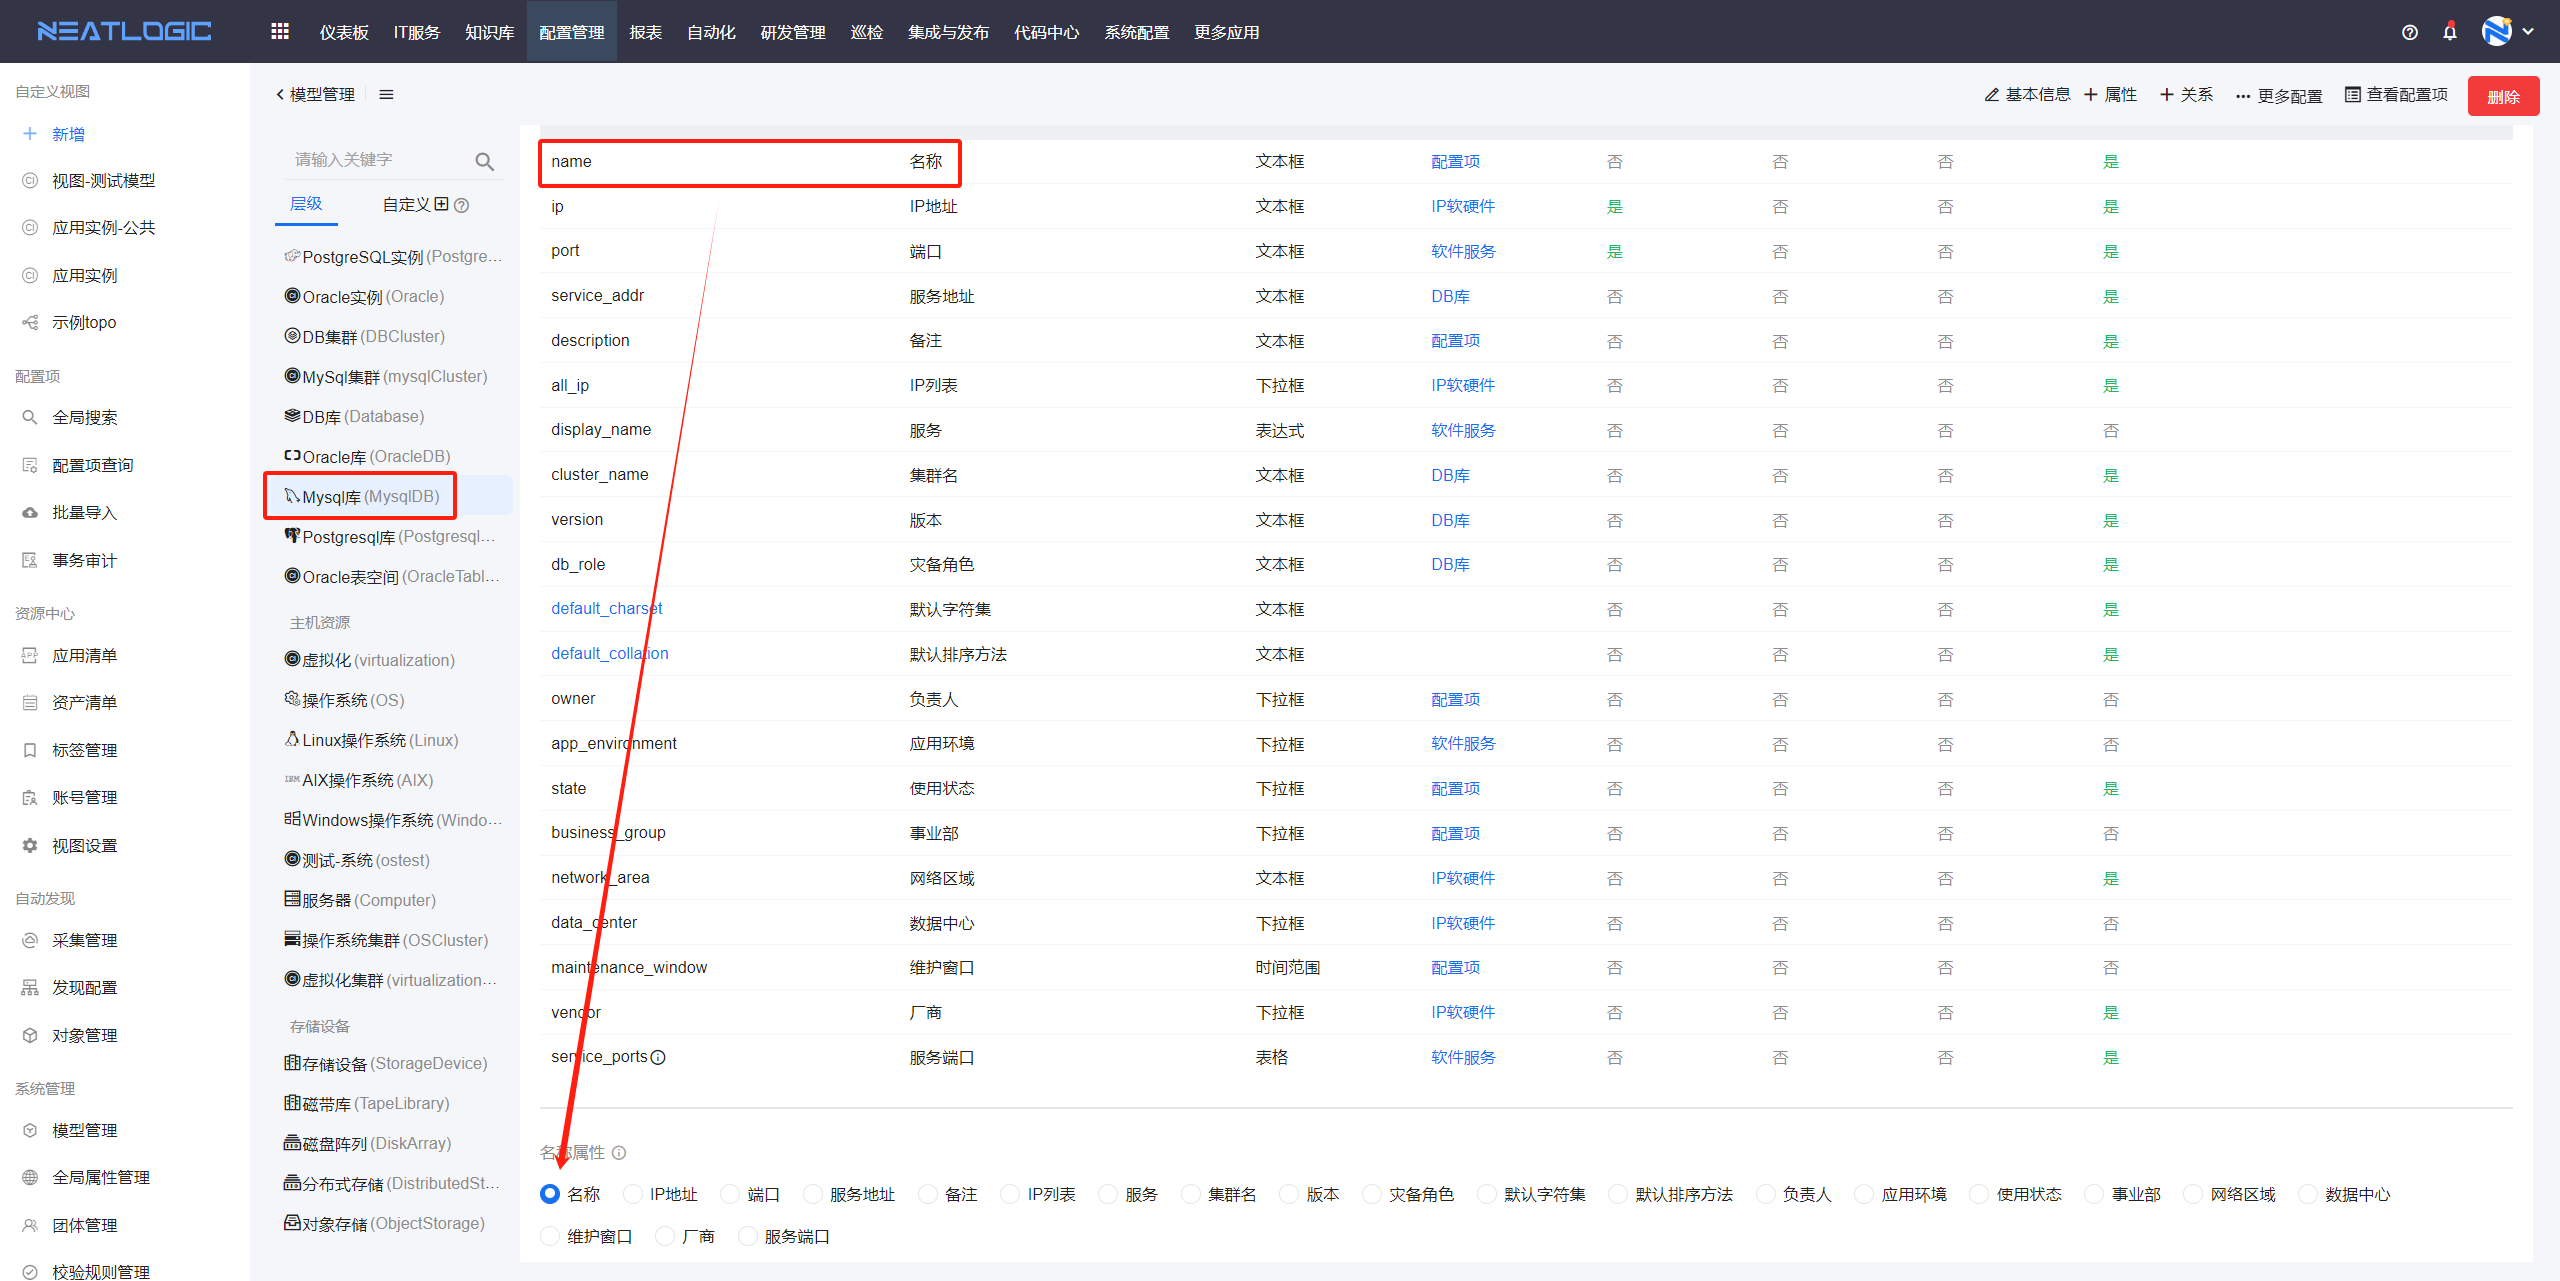 NEATLOGIC
仪表板 IT服务 知识库 配置管理 报表 自动化 研发管理 巡检 集成与发布 代码中心 系统配置 更多应用
自定义视图
新增
视图-测试模型
应用实例-公共
应用实例
示例topo
配置项
全局搜索
配置项查询
批量导入
事务审计
资源中心
应用清单
资产清单
标签管理
账号管理
视图设置
自动发现
采集管理
发现配置
对象管理
系统管理
模型管理
全局属性管理
团体管理
校验规则管理
模型管理
基本信息 属性 关系 更多配置 查看配置项 删除
请输入关键字
层级 自定义
PostgreSQL实例(Postgre...
Oracle实例(Oracle)
DB集群(DBCluster)
MySql集群(mysqlCluster)
DB库(Database)
Oracle库(OracleDB)
Mysql库(MysqlDB)
Postgresql库(Postgresql...
Oracle表空间(OracleTabl...
主机资源
虚拟化(virtualization)
操作系统(OS)
Linux操作系统(Linux)
IBM AIX操作系统(AIX)
Windows操作系统(Windo...
测试-系统(ostest)
服务器(Computer)
操作系统集群(OSCluster)
虚拟化集群(virtualization...
存储设备
存储设备(StorageDevice)
磁带库(TapeLibrary)
磁盘阵列(DiskArray)
分布式存储(DistributedSt...
对象存储(ObjectStorage)
name 名称 文本框 配置项 否 否 否 是
ip IP地址 文本框 IP软硬件 是 否 否 是
port 端口 文本框 软件服务 是 否 否 是
service_addr 服务地址 文本框 DB库 否 否 否 是
description 备注 文本框 配置项 否 否 否 是
all_ip IP列表 下拉框 IP软硬件 否 否 否 是
display_name 服务 表达式 软件服务 否 否 否 否
cluster_name 集群名 文本框 DB库 否 否 否 是
version 版本 文本框 DB库 否 否 否 是
db_role 灾备角色 文本框 DB库 否 否 否 是
default_charset 默认字符集 文本框 否 否 否 是
default_collation 默认排序方法 文本框 否 否 否 是
owner 负责人 下拉框 配置项 否 否 否 否
app_environment 应用环境 下拉框 软件服务 否 否 否 否
state 使用状态 下拉框 配置项 否 否 否 是
business_group 事业部 下拉框 配置项 否 否 否 否
network_area 网络区域 文本框 IP软硬件 否 否 否 是
data_center 数据中心 下拉框 IP软硬件 否 否 否 否
maintenance_window 维护窗口 时间范围 配置项 否 否 否 否
vendor 厂商 下拉框 IP软硬件 否 否 否 是
service_ports 服务端口 表格 软件服务 否 否 否 是
名称属性
名称 IP地址 端口 服务地址 备注 IP列表 服务 集群名 版本 灾备角色 默认字符集 默认排序方法 负责人 应用环境 使用状态 事业部 网络区域 数据中心
维护窗口 厂商 服务端口